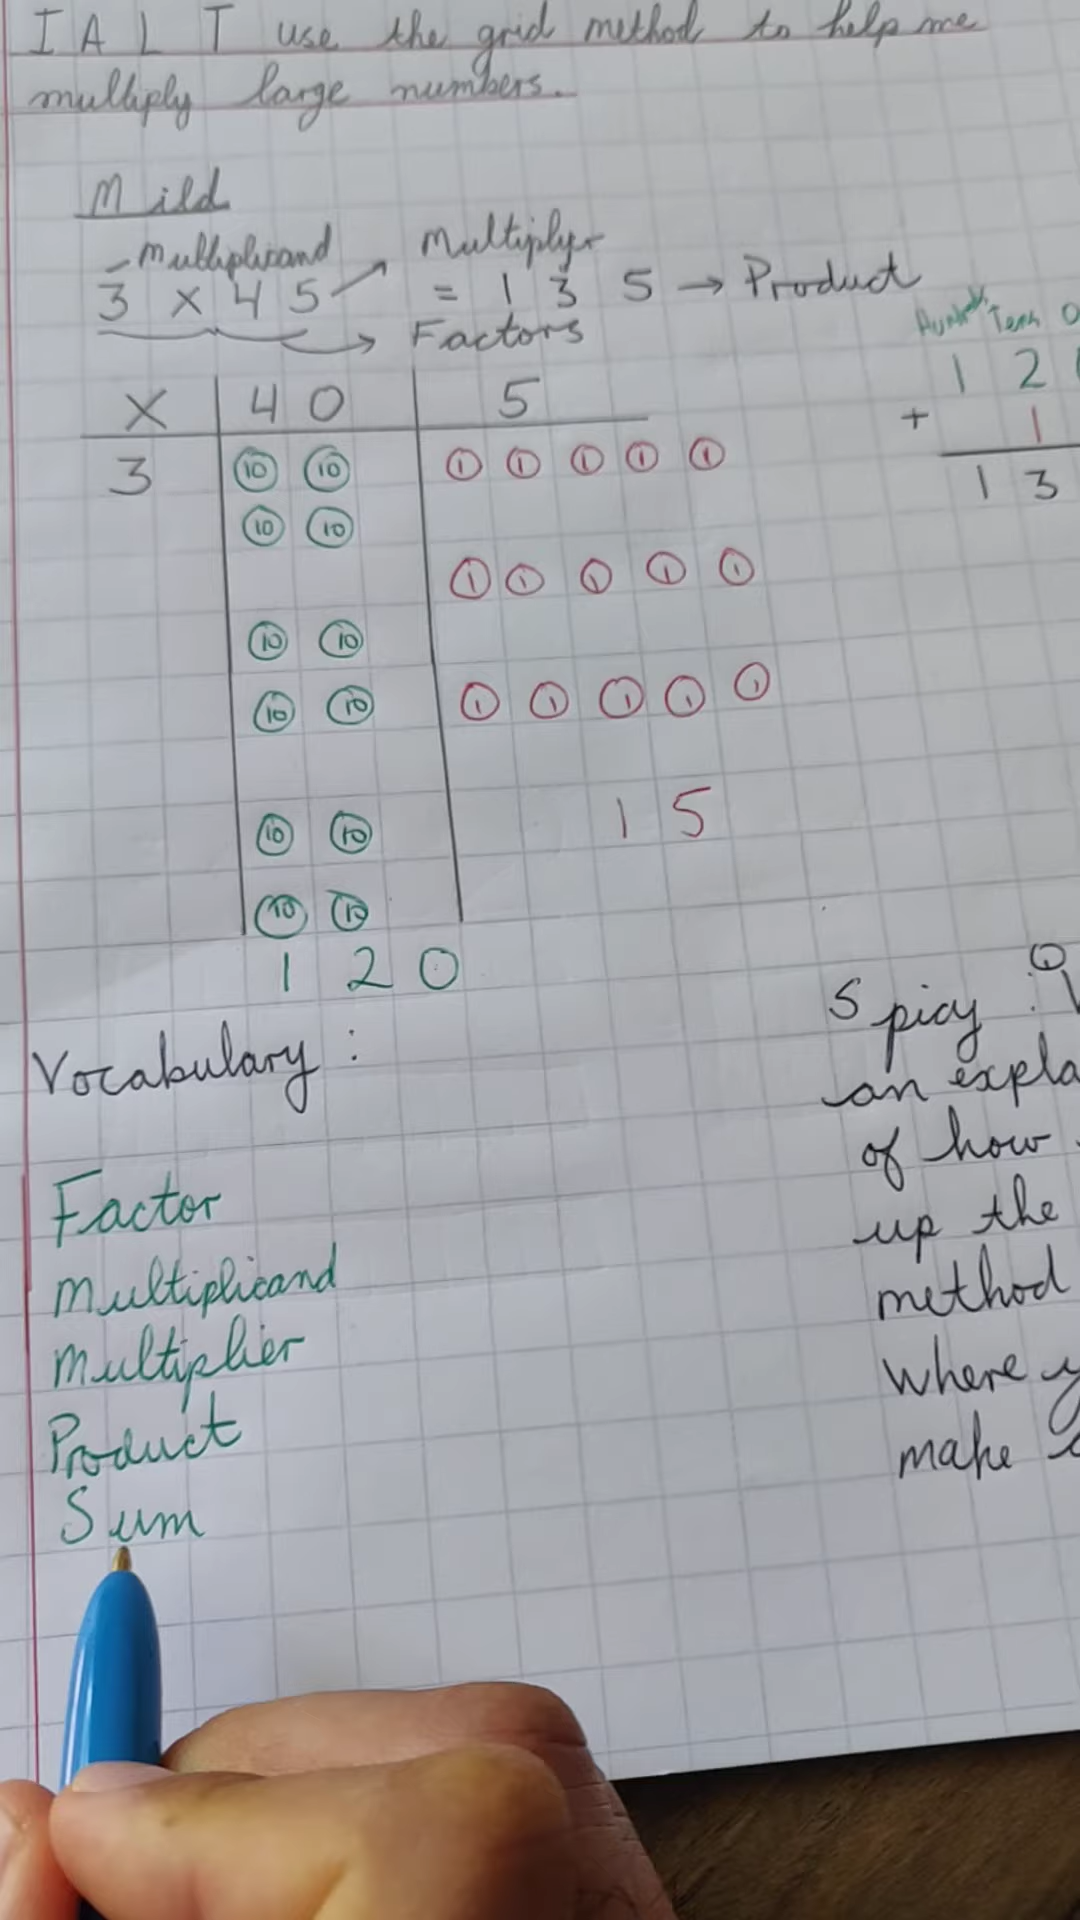 I A L T use the grid method to help me
multiply large numbers.
Mild
Multiplicand Multiplyr
3 x 4 5 = 1 3 5 → Product
Factors
Tens
1 2
+ 1
1 3
X 4 0 5
3 10 10 1 1 1 1 1
10 10
1 1 1 1 1
10 10
10 10 1 1 1 1 1
10 10 1 5
10 10
1 2 0
Vocabulary :
Factor
Multiplicand
Multiplier
Product
Sum
Spicy :
an expla
of how
up the
method
where y
make